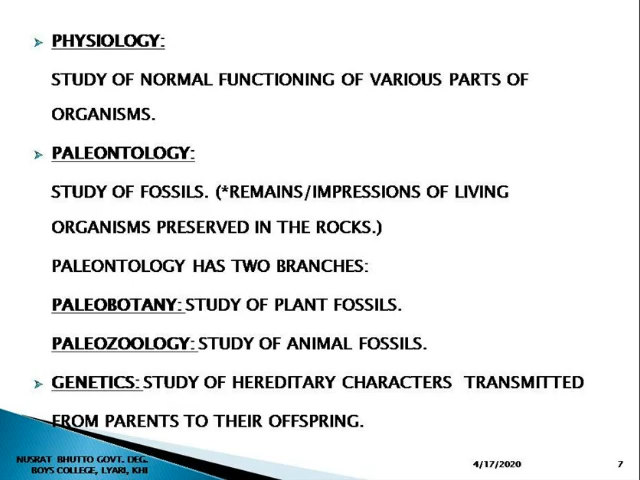 PHYSIOLOGY:
STUDY OF NORMAL FUNCTIONING OF VARIOUS PARTS OF
ORGANISMS.
PALEONTOLOGY:
STUDY OF FOSSILS. (*REMAINS/IMPRESSIONS OF LIVING
ORGANISMS PRESERVED IN THE ROCKS.)
PALEONTOLOGY HAS TWO BRANCHES:
PALEOBOTANY: STUDY OF PLANT FOSSILS.
PALEOZOOLOGY: STUDY OF ANIMAL FOSSILS.
GENETICS: STUDY OF HEREDITARY CHARACTERS TRANSMITTED
FROM PARENTS TO THEIR OFFSPRING.
NUSRAT BHUTTO GOVT. DEG.
BOYS COLLEGE, LYARI, KHI
4/17/2020
7